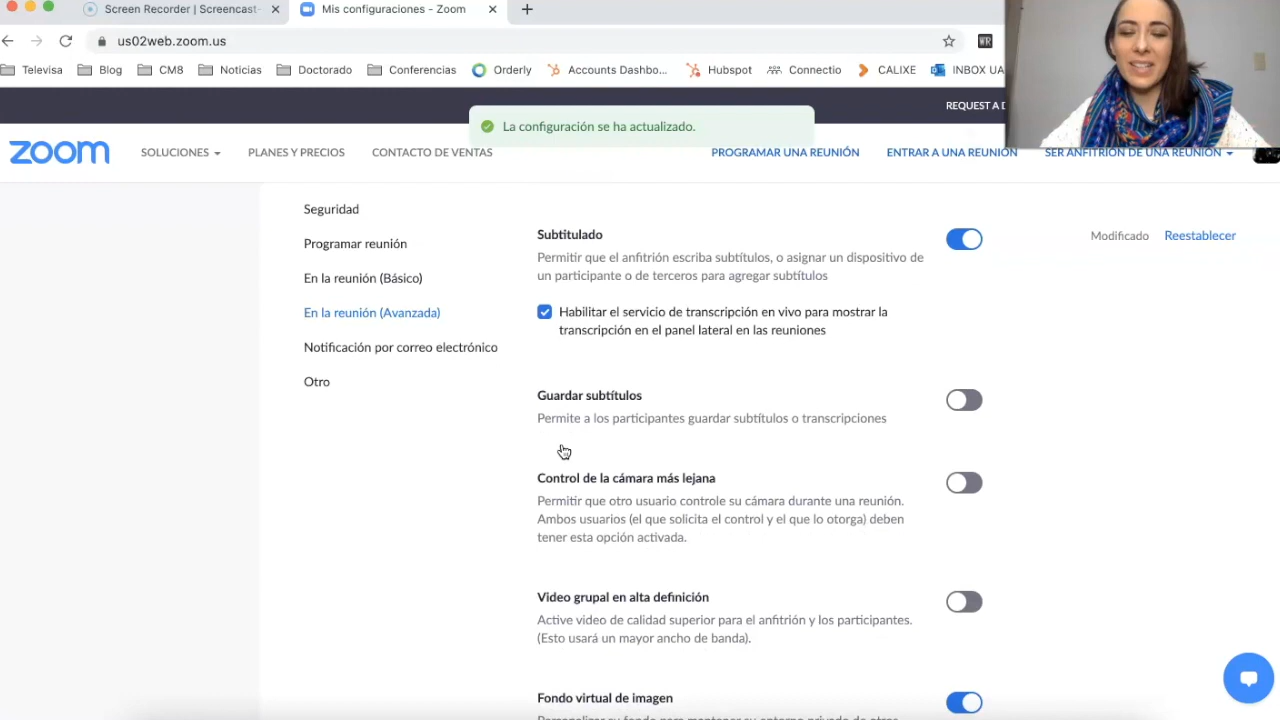 Screen Recorder | Screencast-
Mis configuraciones - Zoom
us02web.zoom.us
WR
Televisa
Blog
CM8
Noticias
Doctorado
Conferencias
Orderly
Accounts Dashbo...
Hubspot
Connectio
CALIXE
INBOX UA
REQUEST A D
La configuración se ha actualizado.
zoom
SOLUCIONES
PLANES Y PRECIOS
CONTACTO DE VENTAS
PROGRAMAR UNA REUNIÓN
ENTRAR A UNA REUNIÓN
SER ANFITRIÓN DE UNA REUNIÓN
Seguridad
Programar reunión
En la reunión (Básico)
En la reunión (Avanzada)
Notificación por correo electrónico
Otro
Subtitulado
Modificado
Reestablecer
Permitir que el anfitrión escriba subtítulos, o asignar un dispositivo de
un participante o de terceros para agregar subtítulos
Habilitar el servicio de transcripción en vivo para mostrar la
transcripción en el panel lateral en las reuniones
Guardar subtítulos
Permite a los participantes guardar subtítulos o transcripciones
Control de la cámara más lejana
Permitir que otro usuario controle su cámara durante una reunión.
Ambos usuarios (el que solicita el control y el que lo otorga) deben
tener esta opción activada.
Video grupal en alta definición
Active video de calidad superior para el anfitrión y los participantes.
(Esto usará un mayor ancho de banda).
Fondo virtual de imagen